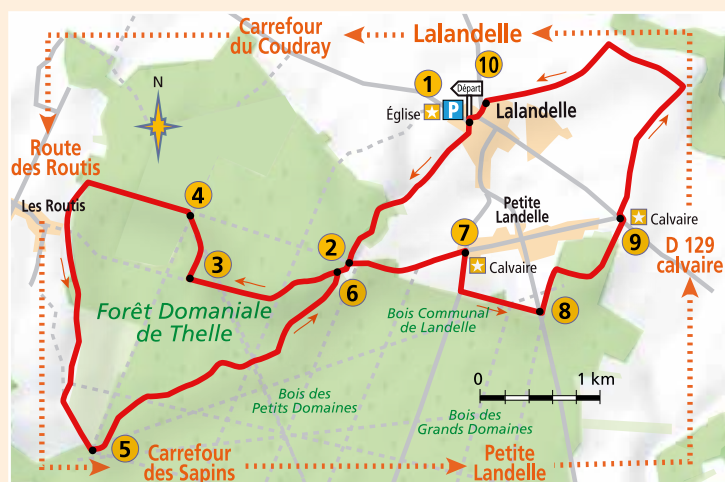 Carrefour
du Coudray
Lalandelle
10
1
Départ
N
Église
P
Lalandelle
Route
des Routis
Les Routis
4
Petite
Landelle
2
7
Calvaire
9
D 129
calvaire
3
6
Calvaire
8
Forêt Domaniale
de Thelle
Bois Communal
de Landelle
0
1 km
Bois des
Petits Domaines
Bois des
Grands Domaines
5
Carrefour
des Sapins
Petite
Landelle